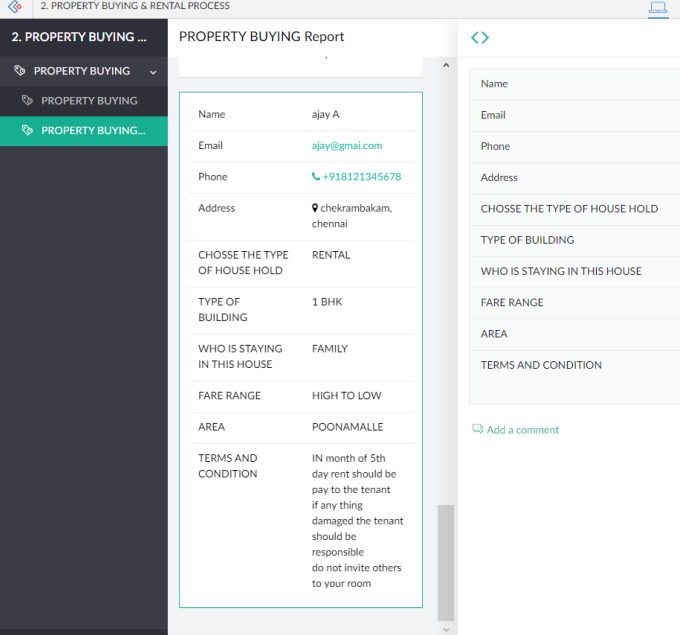 2. PROPERTY BUYING & RENTAL PROCESS
2. PROPERTY BUYING ...
PROPERTY BUYING
PROPERTY BUYING
PROPERTY BUYING...
PROPERTY BUYING Report
Name ajay A
Email ajay@gmai.com
Phone +918121345678
Address chekrambakam,
chennai
CHOSSE THE TYPE RENTAL
OF HOUSE HOLD
TYPE OF 1 BHK
BUILDING
WHO IS STAYING FAMILY
IN THIS HOUSE
FARE RANGE HIGH TO LOW
AREA POONAMALLE
TERMS AND IN month of 5th
CONDITION day rent should be
pay to the tenant
if any thing
damaged the tenant
should be
responsible
do not invite others
to your room
Name
Email
Phone
Address
CHOSSE THE TYPE OF HOUSE HOLD
TYPE OF BUILDING
WHO IS STAYING IN THIS HOUSE
FARE RANGE
AREA
TERMS AND CONDITION
Add a comment